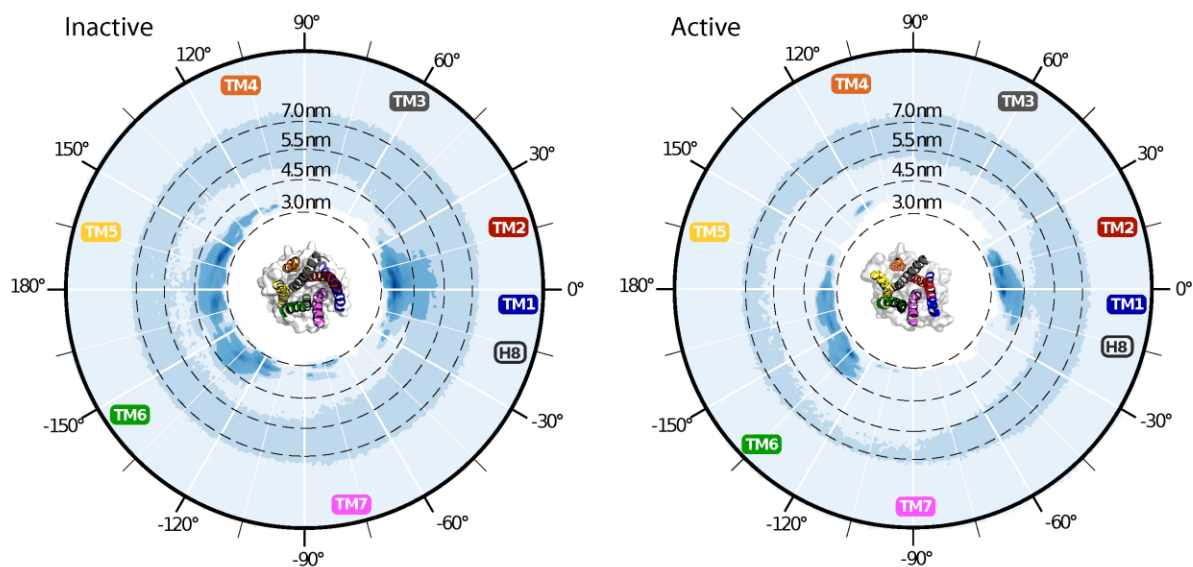 Inactive
90°
120°
60°
TM4
TM3
7.0 nm
150°
5.5 nm
30°
4.5 nm
3.0 nm
TM5
TM2
180°
0°
TM1
H8
-150°
TM6
-30°
TM7
-120°
-60°
-90°
Active
90°
120°
60°
TM4
TM3
7.0 nm
150°
5.5 nm
30°
4.5 nm
3.0 nm
TM5
TM2
180°
0°
TM1
H8
-150°
TM6
-30°
TM7
-120°
-60°
-90°